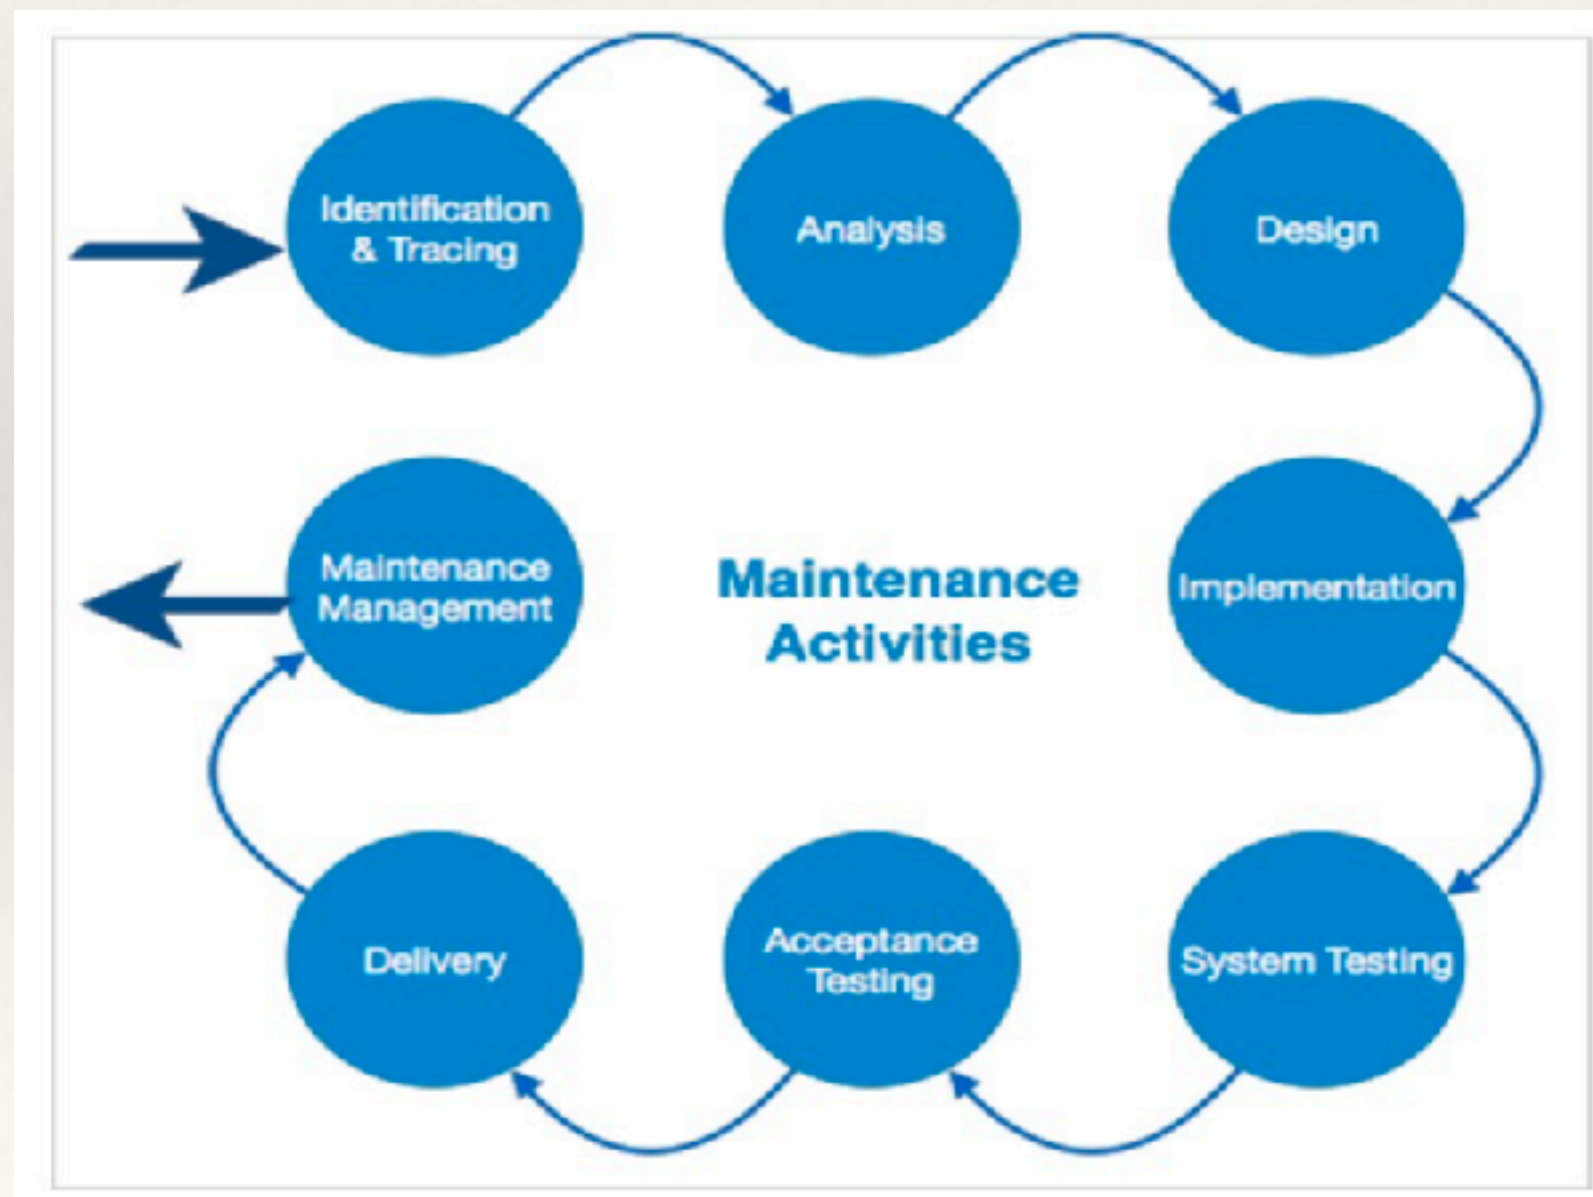 Identification
& Tracing
Analysis
Design
Maintenance
Management
Maintenance
Activities
Implementation
Delivery
Acceptance
Testing
System Testing